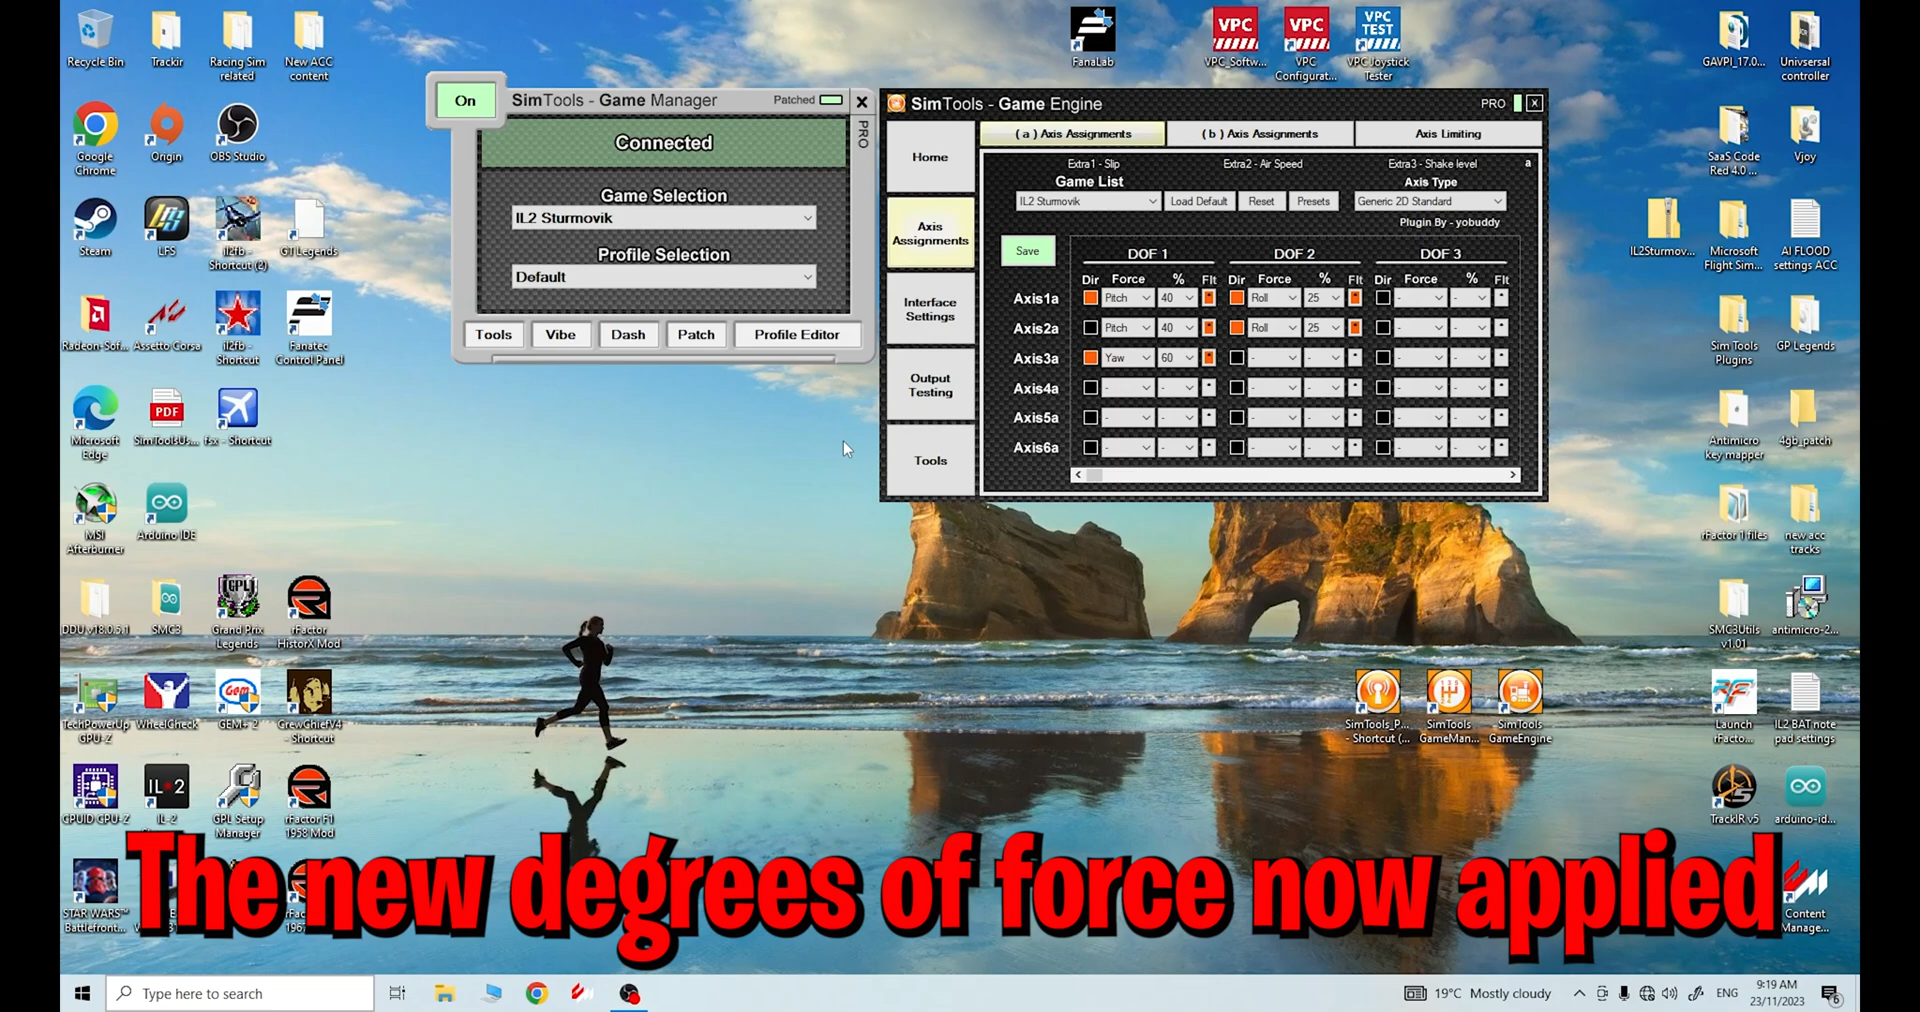 Recycle Bin
Trackir
Racing Sim related
New ACC content
FanaLab
VPC_Softw...
VPC Configurat...
VPC Joystick Tester
GAVPI_17.0...
Univsersal controller
On
SimTools - Game Manager
Patched
PRO
Connected
Game Selection
IL2 Sturmovik
Profile Selection
Default
Tools
Vibe
Dash
Patch
Profile Editor
SimTools - Game Engine
PRO
Home
Axis Assignments
Interface Settings
Output Testing
Tools
( a ) Axis Assignments
( b ) Axis Assignments
Axis Limiting
Extra1 - Slip
Extra2 - Air Speed
Extra3 - Shake level
a
Game List
Axis Type
IL2 Sturmovik
Load Default
Reset
Presets
Generic 2D Standard
Plugin By - yobuddy
Save
DOF 1
DOF 2
DOF 3
Dir Force % Flt Dir Force % Flt Dir Force % Flt
Axis1a Pitch 40 Roll 25 - -
Axis2a Pitch 40 Roll 25 - -
Axis3a Yaw 60 - - - -
Axis4a - - - - - -
Axis5a - - - - - -
Axis6a - - - - - -
Google Chrome
Origin
OBS Studio
SaaS Code Red 4.0 ...
Vjoy
Steam
LFS
il2fb - Shortcut (2)
GTLegends
IL2Sturmov...
Microsoft Flight Sim...
AI FLOOD settings ACC
Radeon-Sof...
Assetto Corsa
il2fb - Shortcut
Fanatec Control Panel
Sim Tools Plugins
GP Legends
Microsoft Edge
PDF
SimToolsUs...
fsx - Shortcut
Antimicro key mapper
4gb_patch
MSI Afterburner
Arduino IDE
rFactor 1 files
new acc tracks
DDU v18.0.5.1
SMC3
Grand Prix Legends
rFactor HistorX Mod
SMC3Utils v1.01
antimicro-2...
TechPowerUp GPU-Z
WheelCheck
GEM+ 2
CrewChiefV4 - Shortcut
SimTools_P... - Shortcut (...
SimTools GameMan...
SimTools GameEngine
Launch rFacto...
IL2 BAT note pad settings
CPUID CPU-Z
IL-2
GPL Setup Manager
rFactor F1 1958 Mod
TrackIR v5
arduino-id...
The new degrees of force now applied
STAR WARS™ Battlefront...
Content Manage...
Type here to search
19°C Mostly cloudy
ENG
9:19 AM
23/11/2023
6